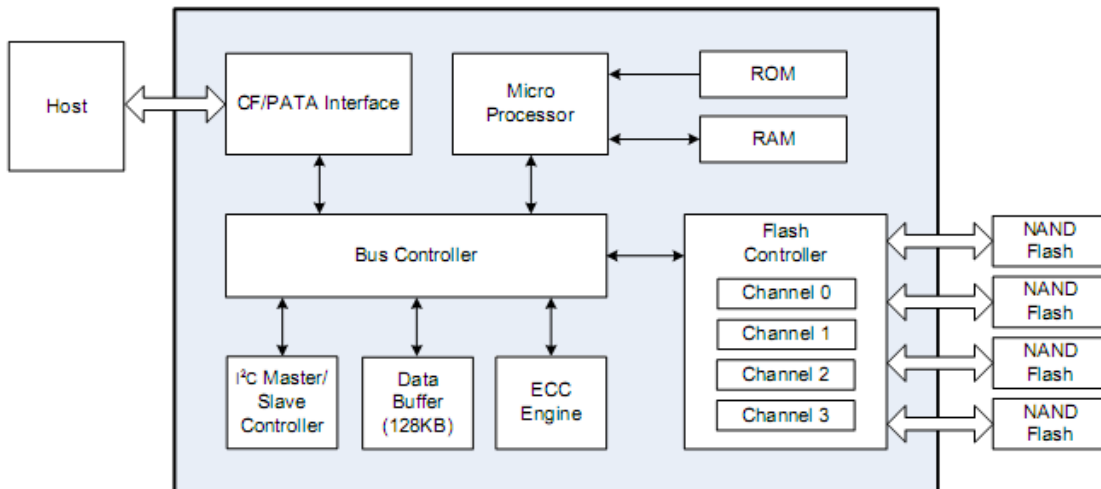 Host
CF/PATA Interface
Micro
Processor
ROM
RAM
Bus Controller
Flash
Controller
Channel 0
Channel 1
Channel 2
Channel 3
NAND
Flash
NAND
Flash
NAND
Flash
NAND
Flash
I²C Master/
Slave
Controller
Data
Buffer
(128KB)
ECC
Engine